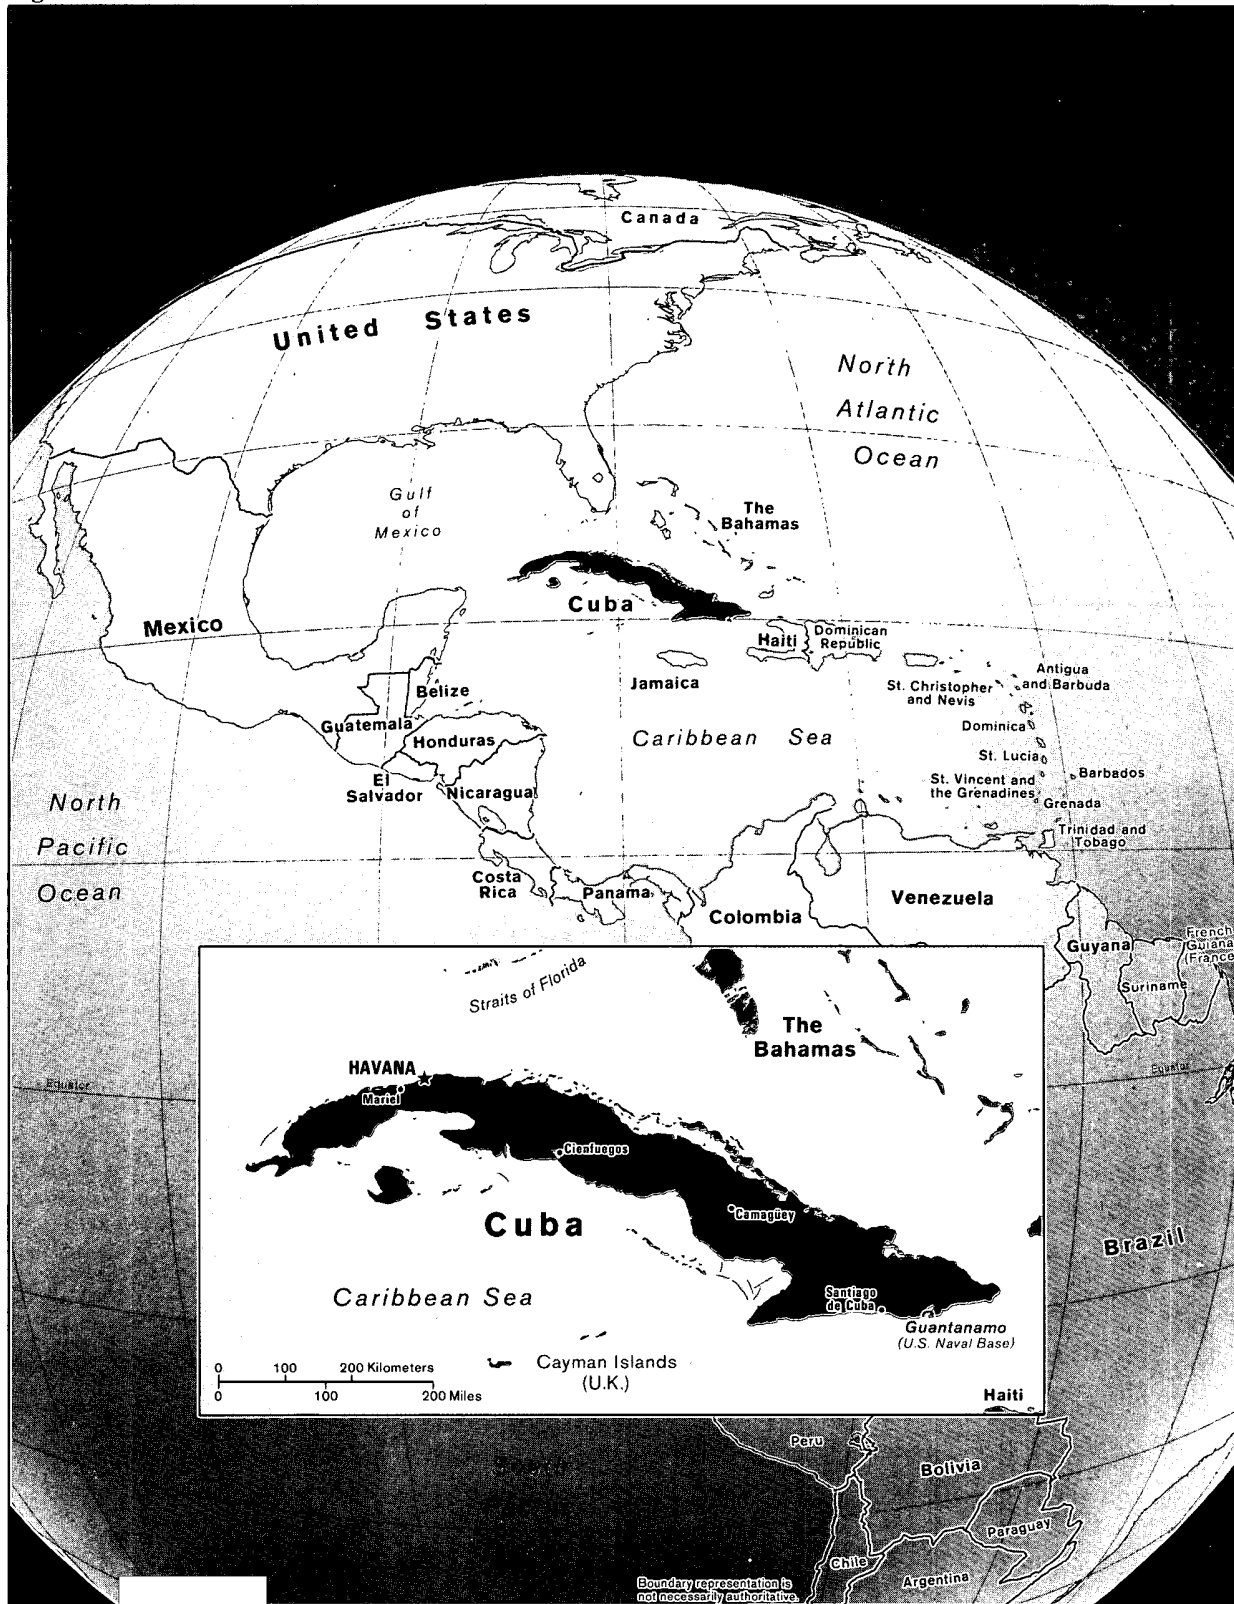 Canada
United States
North
Atlantic
Ocean
Gulf
of
Mexico
The
Bahamas
Cuba
Mexico
Haiti
Dominican
Republic
Jamaica
Belize
Antigua
and Barbuda
St. Christopher
and Nevis
Guatemala
Honduras
Caribbean Sea
Dominica
St. Lucia
El
Salvador
Nicaragua
St. Vincent and
the Grenadines
Barbados
Grenada
North
Pacific
Ocean
Trinidad and
Tobago
Costa
Rica
Panama
Colombia
Venezuela
Guyana
French
Guiana
(France)
Suriname
Straits of Florida
The
Bahamas
HAVANA
Mariel
Equator
Equator
Cienfuegos
Cuba
Camagüey
Brazil
Caribbean Sea
Santiago
de Cuba
Guantanamo
(U.S. Naval Base)
0 100 200 Kilometers
0 100 200 Miles
Cayman Islands
(U.K.)
Haiti
Peru
Bolivia
Paraguay
Chile
Argentina
Boundary representation is
not necessarily authoritative.